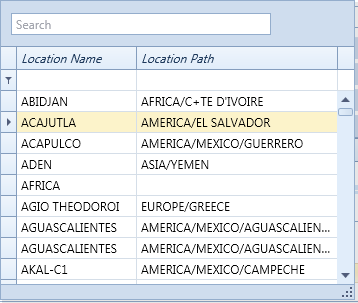 Search
Location Name Location Path
ABIDJAN AFRICA/C+TE D'IVOIRE
ACAJUTLA AMERICA/EL SALVADOR
ACAPULCO AMERICA/MEXICO/GUERRERO
ADEN ASIA/YEMEN
AFRICA
AGIO THEODOROI EUROPE/GREECE
AGUASCALIENTES AMERICA/MEXICO/AGUASCALIEN...
AGUASCALIENTES AMERICA/MEXICO/AGUASCALIEN...
AKAL-C1 AMERICA/MEXICO/CAMPECHE